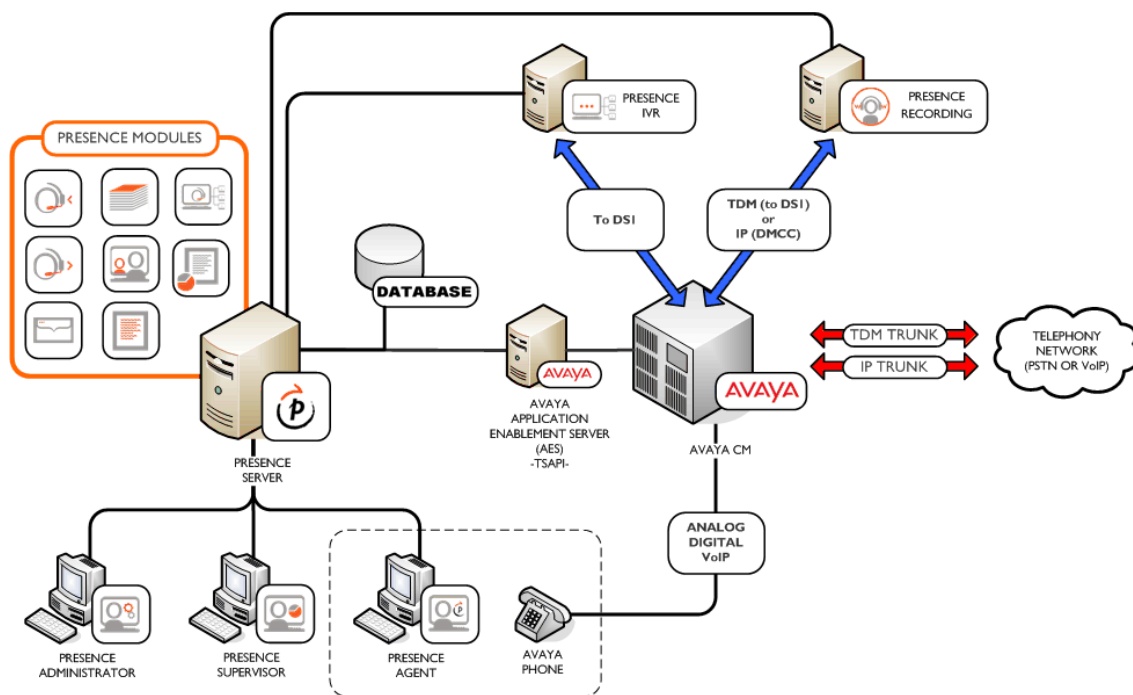 PRESENCE
IVR
PRESENCE
RECORDING
PRESENCE MODULES
To DS1
TDM (to DS1)
or
IP (DMCC)
DATABASE
AVAYA
AVAYA
APPLICATION
ENABLEMENT SERVER
(AES)
-TSAPI-
AVAYA
AVAYA CM
TDM TRUNK
IP TRUNK
TELEPHONY
NETWORK
(PSTN OR VoIP)
p
PRESENCE
SERVER
ANALOG
DIGITAL
VoIP
PRESENCE
ADMINISTRATOR
PRESENCE
SUPERVISOR
p
PRESENCE
AGENT
AVAYA
PHONE